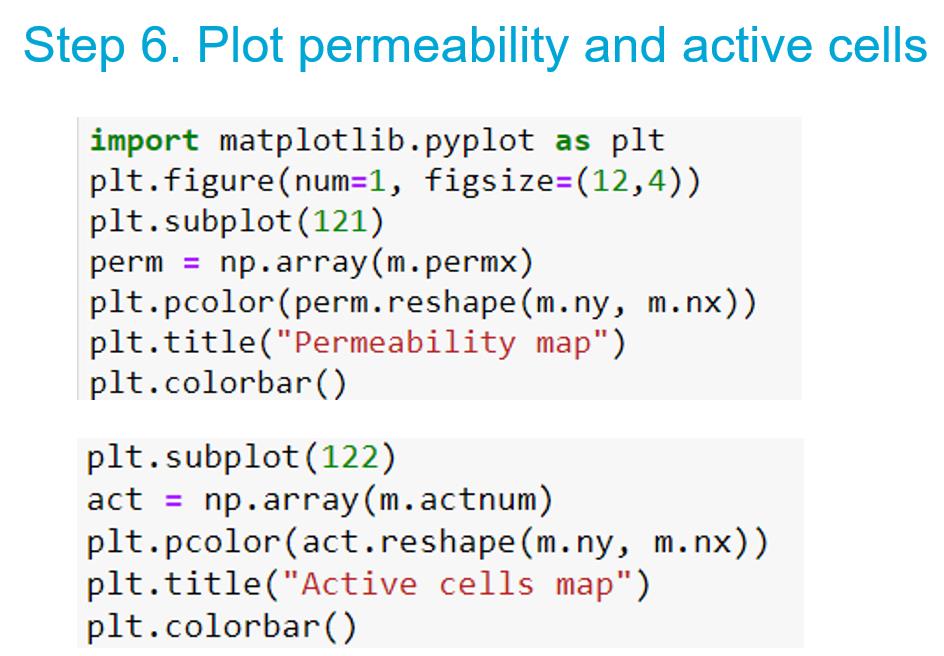 Step 6. Plot permeability and active cells
import matplotlib.pyplot as plt
plt.figure(num=1, figsize=(12,4))
plt.subplot(121)
perm = np.array(m.permx)
plt.pcolor(perm.reshape(m.ny, m.nx))
plt.title("Permeability map")
plt.colorbar()
plt.subplot(122)
act = np.array(m.actnum)
plt.pcolor(act.reshape(m.ny, m.nx))
plt.title("Active cells map")
plt.colorbar()